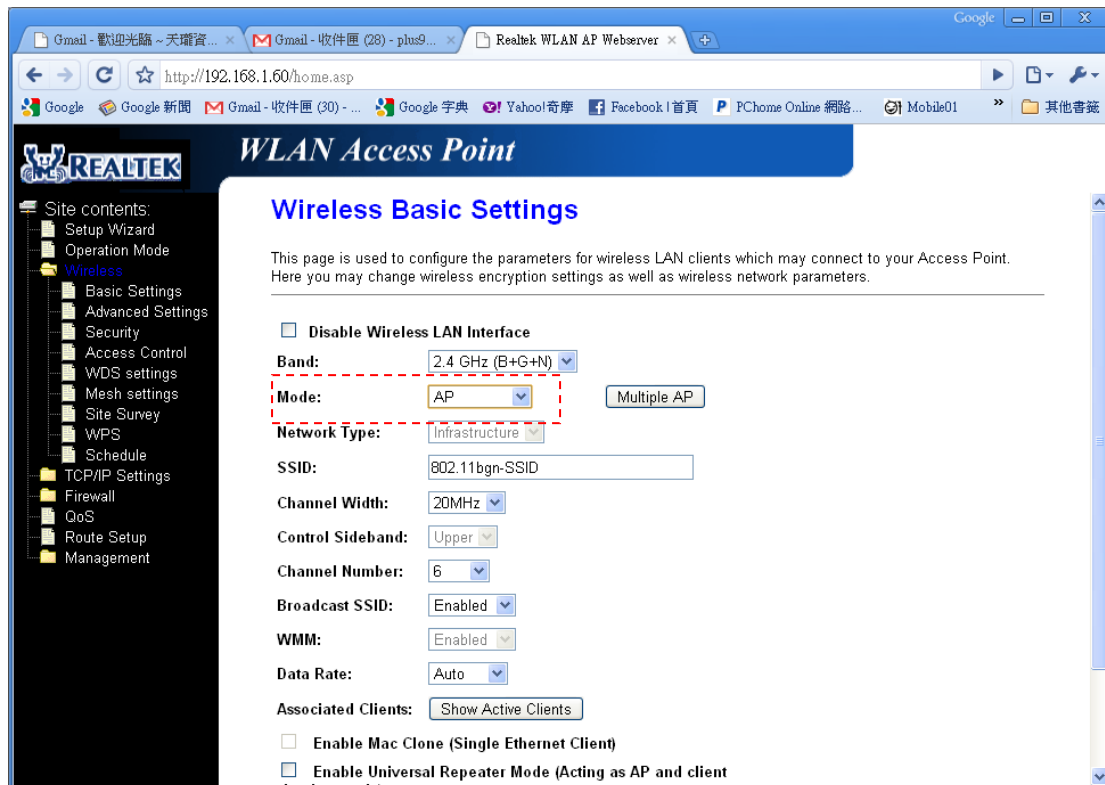 Google
Gmail - 歡迎光臨 ~ 天瓏資...
Gmail - 收件匣 (28) - plus9...
Realtek WLAN AP Webserver
http://192.168.1.60/home.asp
Google
Google 新聞
Gmail - 收件匣 (30) - ...
Google 字典
Yahoo!奇摩
Facebook | 首頁
PChome Online 網路...
Mobile01
»
其他書籤
REALTEK
WLAN Access Point
Site contents:
Setup Wizard
Operation Mode
Wireless
Basic Settings
Advanced Settings
Security
Access Control
WDS settings
Mesh settings
Site Survey
WPS
Schedule
TCP/IP Settings
Firewall
QoS
Route Setup
Management
Wireless Basic Settings
This page is used to configure the parameters for wireless LAN clients which may connect to your Access Point.
Here you may change wireless encryption settings as well as wireless network parameters.
Disable Wireless LAN Interface
Band: 2.4 GHz (B+G+N)
Mode: AP Multiple AP
Network Type: Infrastructure
SSID: 802.11bgn-SSID
Channel Width: 20MHz
Control Sideband: Upper
Channel Number: 6
Broadcast SSID: Enabled
WMM: Enabled
Data Rate: Auto
Associated Clients: Show Active Clients
Enable Mac Clone (Single Ethernet Client)
Enable Universal Repeater Mode (Acting as AP and client